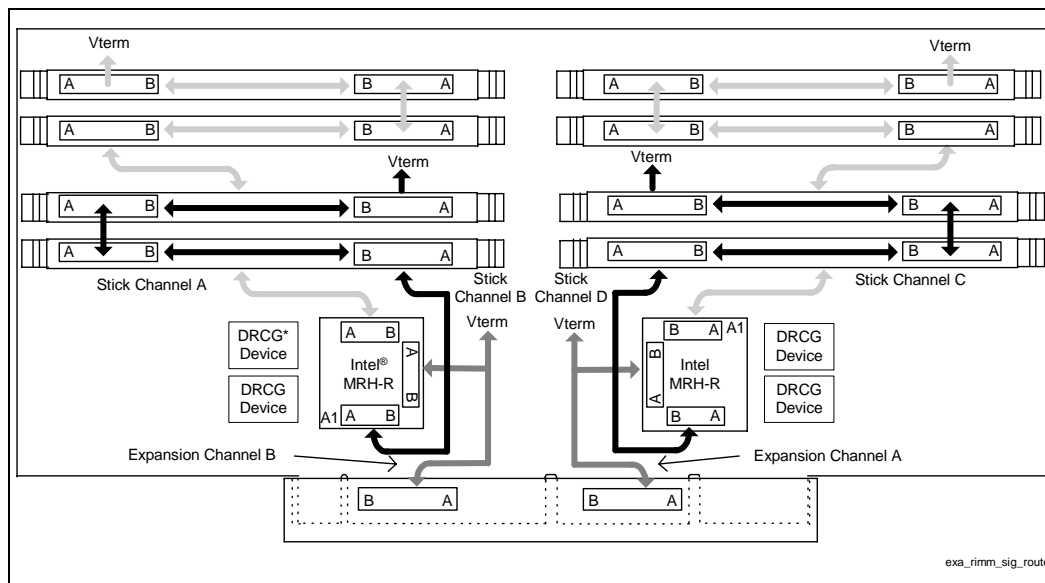 Vterm
Vterm
A B B A
B A B A
A B B A
B A B A
Vterm
Vterm
A B B A
A B B A
A B B A
A B B A
Stick Channel A
Stick
Channel B
Vterm
Stick
Channel D
Vterm
Stick Channel C
DRCG*
Device
DRCG
Device
A B
Intel®
MRH-R
A
B
A1
A B
B A
A1
B
A
Intel
MRH-R
B A
DRCG
Device
DRCG
Device
Expansion Channel B
Expansion Channel A
B A
B A
exa_rimm_sig_route